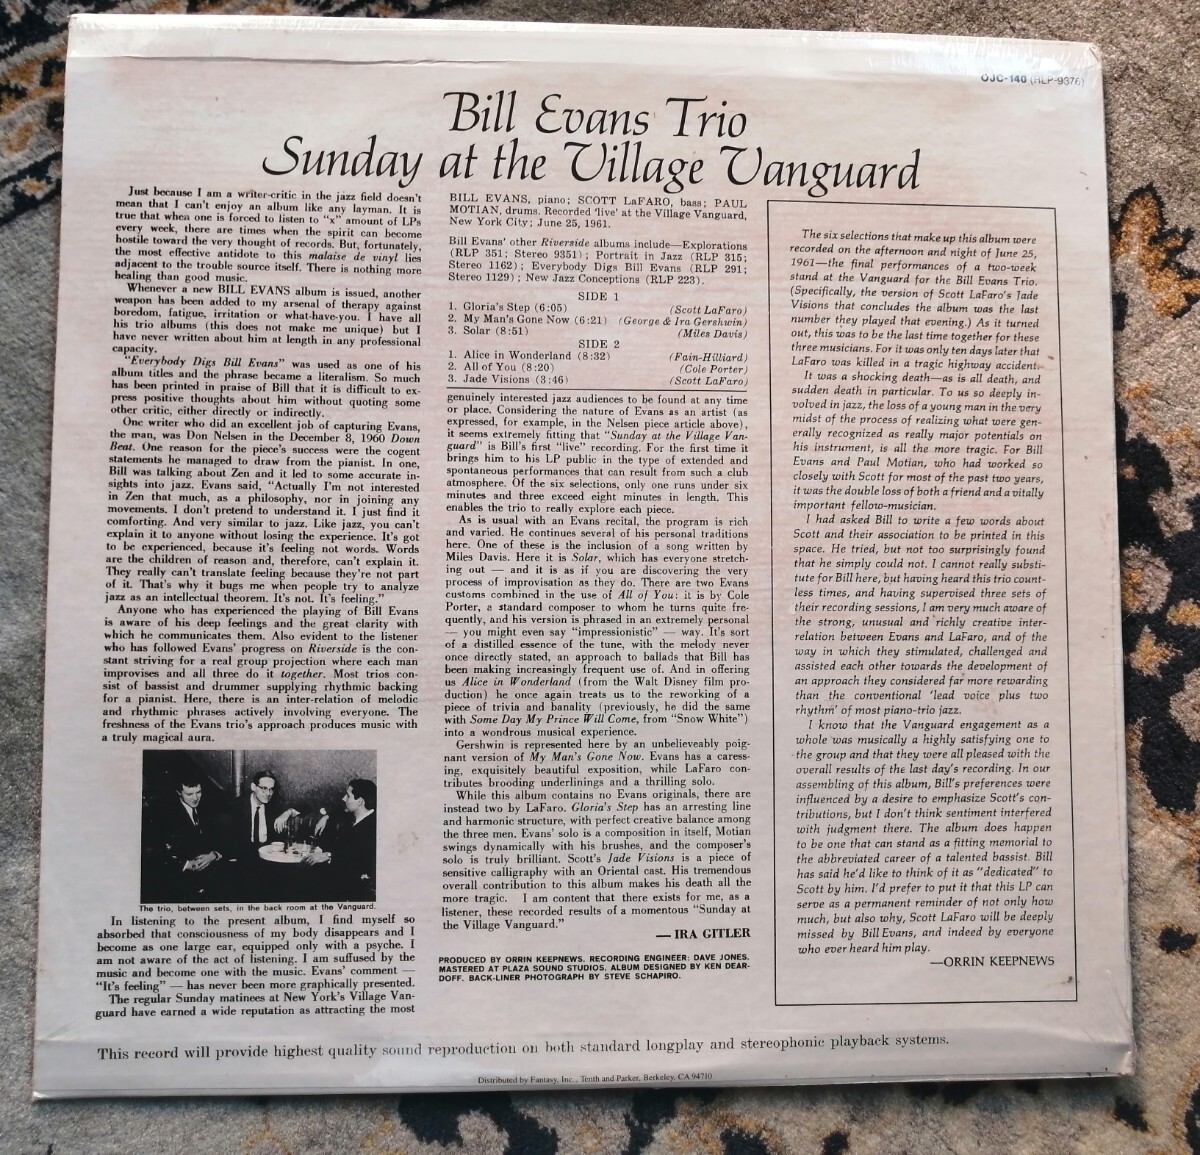 OJC-140 (RLP-9376)
Bill Evans Trio
Sunday at the Village Vanguard
Just because I am a writer-critic in the jazz field doesn't
mean that I can't enjoy an album like any layman. It is
true that when one is forced to listen to "x" amount of LPs
every week, there are times when the spirit can become
hostile toward the very thought of records. But, fortunately,
the most effective antidote to this malaise de vinyl lies
adjacent to the trouble source itself. There is nothing more
healing than good music.
Whenever a new BILL EVANS album is issued, another
weapon has been added to my arsenal of therapy against
boredom, fatigue, irritation or what-have-you. I have all
his trio albums (this does not make me unique) but I
have never written about him at length in any professional
capacity.
"Everybody Digs Bill Evans" was used as one of his
album titles and the phrase became a literalism. So much
has been printed in praise of Bill that it is difficult to ex-
press positive thoughts about him without quoting some
other critic, either directly or indirectly.
One writer who did an excellent job of capturing Evans,
the man, was Don Nelsen in the December 8, 1960 Down
Beat. One reason for the piece's success were the cogent
statements he managed to draw from the pianist. In one,
Bill was talking about Zen and it led to some accurate in-
sights into jazz. Evans said, "Actually I'm not interested
in Zen that much, as a philosophy, nor in joining any
movements. I don't pretend to understand it. I just find it
comforting. And very similar to jazz. Like jazz, you can't
explain it to anyone without losing the experience. It's got
to be experienced, because it's feeling not words. Words
are the children of reason and, therefore, can't explain it.
They really can't translate feeling because they're not part
of it. That's why it bugs me when people try to analyze
jazz as an intellectual theorem. It's not. It's feeling."
Anyone who has experienced the playing of Bill Evans
is aware of his deep feelings and the great clarity with
which he communicates them. Also evident to the listener
who has followed Evans' progress on Riverside is the con-
stant striving for a real group projection where each man
improvises and all three do it together. Most trios con-
sist of bassist and drummer supplying rhythmic backing
for a pianist. Here, there is an inter-relation of melodic
and rhythmic phrases actively involving everyone. The
freshness of the Evans trio's approach produces music with
a truly magical aura.
The trio, between sets, in the back room at the Vanguard.
In listening to the present album, I find myself so
absorbed that consciousness of my body disappears and I
become as one large ear, equipped only with a psyche. I
am not aware of the act of listening. I am suffused by the
music and become one with the music. Evans' comment —
"It's feeling" — has never been more graphically presented.
The regular Sunday matinees at New York's Village Van-
guard have earned a wide reputation as attracting the most
BILL EVANS, piano; SCOTT LaFARO, bass; PAUL
MOTIAN, drums. Recorded 'live' at the Village Vanguard,
New York City; June 25, 1961.
Bill Evans' other Riverside albums include—Explorations
(RLP 351; Stereo 9351); Portrait in Jazz (RLP 315;
Stereo 1162); Everybody Digs Bill Evans (RLP 291;
Stereo 1129); New Jazz Conceptions (RLP 223).
SIDE 1
1. Gloria's Step (6:05) (Scott LaFaro)
2. My Man's Gone Now (6:21) (George & Ira Gershwin)
3. Solar (8:51) (Miles Davis)
SIDE 2
1. Alice in Wonderland (8:32) (Fain-Hilliard)
2. All of You (8:20) (Cole Porter)
3. Jade Visions (3:46) (Scott LaFaro)
genuinely interested jazz audiences to be found at any time
or place. Considering the nature of Evans as an artist (as
expressed, for example, in the Nelsen piece article above),
it seems extremely fitting that "Sunday at the Village Van-
guard" is Bill's first "live" recording. For the first time it
brings him to his LP public in the type of extended and
spontaneous performances that can result from such a club
atmosphere. Of the six selections, only one runs under six
minutes and three exceed eight minutes in length. This
enables the trio to really explore each piece.
As is usual with an Evans recital, the program is rich
and varied. He continues several of his personal traditions
here. One of these is the inclusion of a song written by
Miles Davis. Here it is Solar, which has everyone stretch-
ing out — and it is as if you are discovering the very
process of improvisation as they do. There are two Evans
customs combined in the use of All of You: it is by Cole
Porter, a standard composer to whom he turns quite fre-
quently, and his version is phrased in an extremely personal
— you might even say "impressionistic" — way. It's sort
of a distilled essence of the tune, with the melody never
once directly stated, an approach to ballads that Bill has
been making increasingly frequent use of. And in offering
us Alice in Wonderland (from the Walt Disney film pro-
duction) he once again treats us to the reworking of a
piece of trivia and banality (previously, he did the same
with Some Day My Prince Will Come, from "Snow White")
into a wondrous musical experience.
Gershwin is represented here by an unbelieveably poig-
nant version of My Man's Gone Now. Evans has a caress-
ing, exquisitely beautiful exposition, while LaFaro con-
tributes brooding underlinings and a thrilling solo.
While this album contains no Evans originals, there are
instead two by LaFaro. Gloria's Step has an arresting line
and harmonic structure, with perfect creative balance among
the three men. Evans' solo is a composition in itself, Motian
swings dynamically with his brushes, and the composer's
solo is truly brilliant. Scott's Jade Visions is a piece of
sensitive calligraphy with an Oriental cast. His tremendous
overall contribution to this album makes his death all the
more tragic. I am content that there exists for me, as a
listener, these recorded results of a momentous "Sunday at
the Village Vanguard."
— IRA GITLER
PRODUCED BY ORRIN KEEPNEWS. RECORDING ENGINEER: DAVE JONES.
MASTERED AT PLAZA SOUND STUDIOS. ALBUM DESIGNED BY KEN DEAR-
DOFF. BACK-LINER PHOTOGRAPH BY STEVE SCHAPIRO.
The six selections that make up this album were
recorded on the afternoon and night of June 25,
1961—the final performances of a two-week
stand at the Vanguard for the Bill Evans Trio.
(Specifically, the version of Scott LaFaro's Jade
Visions that concludes the album was the last
number they played that evening.) As it turned
out, this was to be the last time together for these
three musicians. For it was only ten days later that
LaFaro was killed in a tragic highway accident.
It was a shocking death—as is all death, and
sudden death in particular. To us so deeply in-
volved in jazz, the loss of a young man in the very
midst of the process of realizing what were gen-
erally recognized as really major potentials on
his instrument, is all the more tragic. For Bill
Evans and Paul Motian, who had worked so
closely with Scott for most of the past two years,
it was the double loss of both a friend and a vitally
important fellow-musician.
I had asked Bill to write a few words about
Scott and their association to be printed in this
space. He tried, but not too surprisingly found
that he simply could not. I cannot really substi-
tute for Bill here, but having heard this trio count-
less times, and having supervised three sets of
their recording sessions, I am very much aware of
the strong, unusual and richly creative inter-
relation between Evans and LaFaro, and of the
way in which they stimulated, challenged and
assisted each other towards the development of
an approach they considered far more rewarding
than the conventional 'lead voice plus two
rhythm' of most piano-trio jazz.
I know that the Vanguard engagement as a
whole was musically a highly satisfying one to
the group and that they were all pleased with the
overall results of the last day's recording. In our
assembling of this album, Bill's preferences were
influenced by a desire to emphasize Scott's con-
tributions, but I don't think sentiment interfered
with judgment there. The album does happen
to be one that can stand as a fitting memorial to
the abbreviated career of a talented bassist. Bill
has said he'd like to think of it as "dedicated" to
Scott by him. I'd prefer to put it that this LP can
serve as a permanent reminder of not only how
much, but also why, Scott LaFaro will be deeply
missed by Bill Evans, and indeed by everyone
who ever heard him play.
—ORRIN KEEPNEWS
This record will provide highest quality sound reproduction on both standard longplay and stereophonic playback systems.
Distributed by Fantasy, Inc., Tenth and Parker, Berkeley, CA 94710